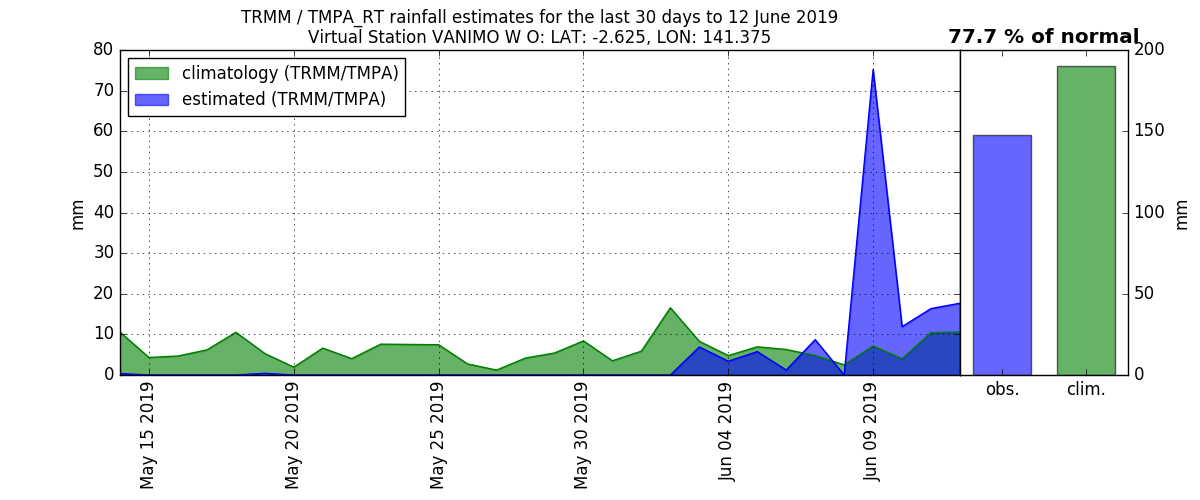 TRMM / TMPA_RT rainfall estimates for the last 30 days to 12 June 2019
Virtual Station VANIMO W O: LAT: -2.625, LON: 141.375
77.7 % of normal
climatology (TRMM/TMPA)
estimated (TRMM/TMPA)
80
70
60
50
40
30
20
10
0
mm
May 15 2019
May 20 2019
May 25 2019
May 30 2019
Jun 04 2019
Jun 09 2019
obs.
clim.
200
150
100
50
0
mm